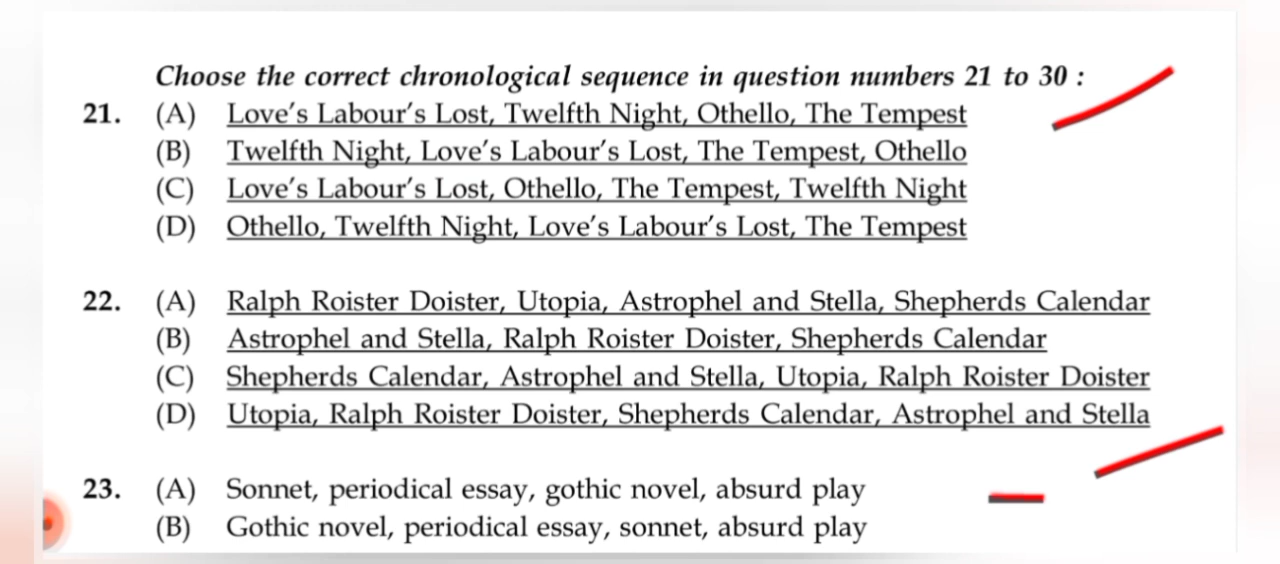 Choose the correct chronological sequence in question numbers 21 to 30 :
21. (A) Love's Labour's Lost, Twelfth Night, Othello, The Tempest
(B) Twelfth Night, Love's Labour's Lost, The Tempest, Othello
(C) Love's Labour's Lost, Othello, The Tempest, Twelfth Night
(D) Othello, Twelfth Night, Love's Labour's Lost, The Tempest
22. (A) Ralph Roister Doister, Utopia, Astrophel and Stella, Shepherds Calendar
(B) Astrophel and Stella, Ralph Roister Doister, Shepherds Calendar
(C) Shepherds Calendar, Astrophel and Stella, Utopia, Ralph Roister Doister
(D) Utopia, Ralph Roister Doister, Shepherds Calendar, Astrophel and Stella
23. (A) Sonnet, periodical essay, gothic novel, absurd play
(B) Gothic novel, periodical essay, sonnet, absurd play